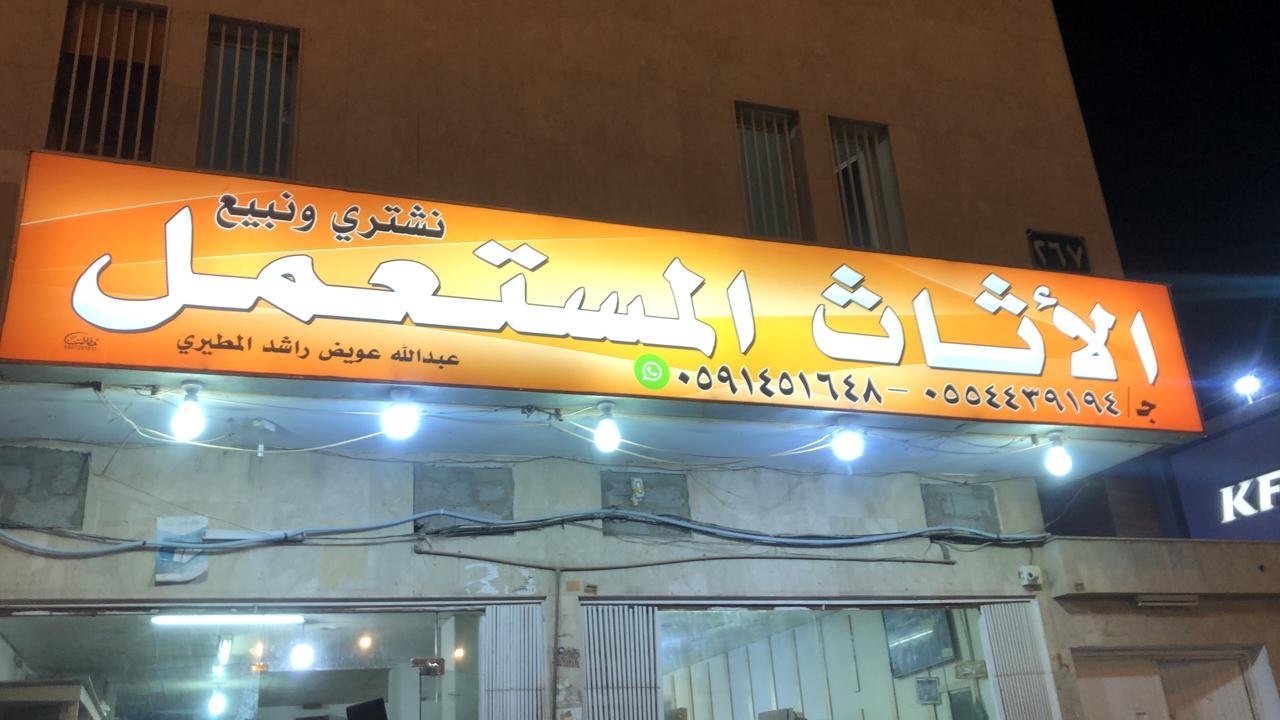 نشتري ونبيع
الأثاث المستعمل
عبدالله عويض راشد المطيري
ج ٠٥٥٤٤٣٩١٩٤ - ٠٥٩١٤٥١٦٤٨
٢٦٧
KF